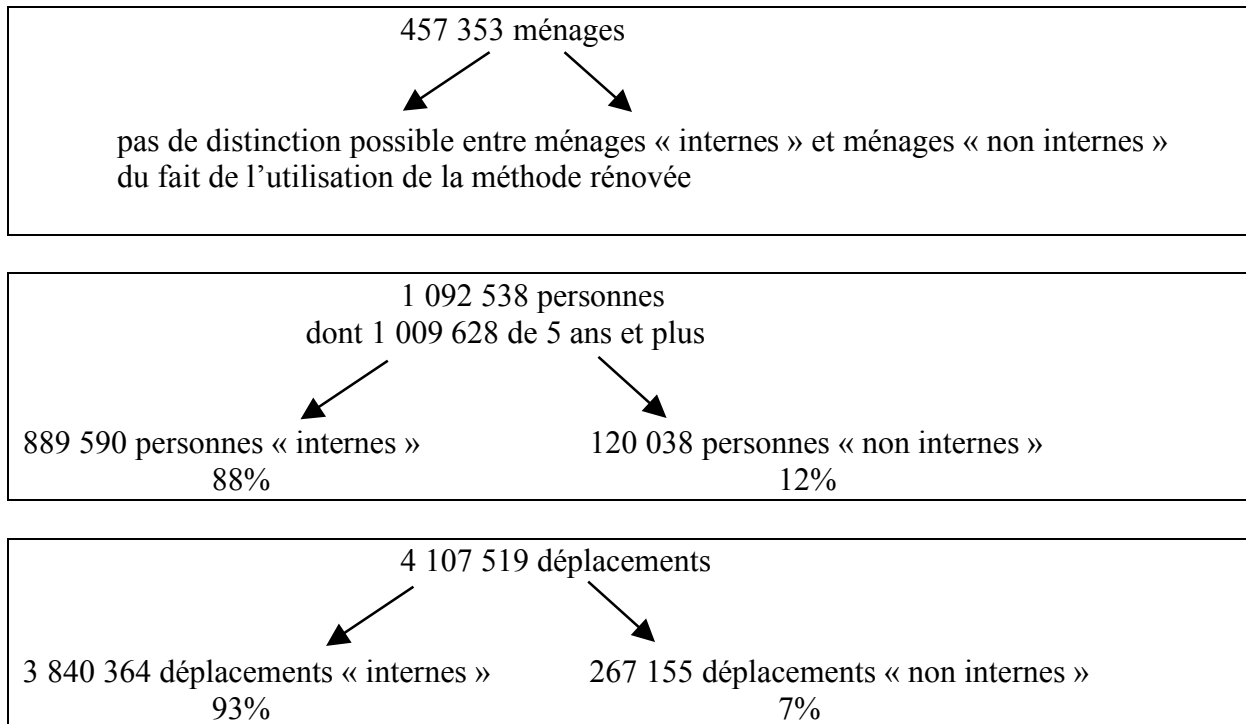 457 353 ménages
pas de distinction possible entre ménages « internes » et ménages « non internes »
du fait de l’utilisation de la méthode rénovée
1 092 538 personnes
dont 1 009 628 de 5 ans et plus
889 590 personnes « internes » 120 038 personnes « non internes »
88% 12%
4 107 519 déplacements
3 840 364 déplacements « internes » 267 155 déplacements « non internes »
93% 7%